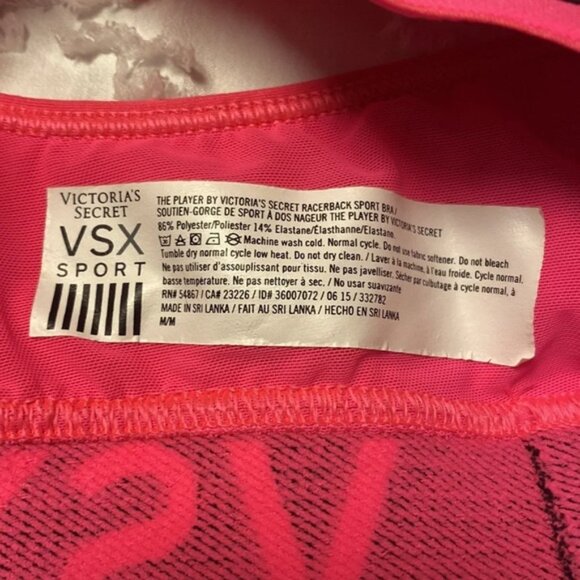 VICTORIA'S
SECRET
VSX
SPORT
THE PLAYER BY VICTORIA'S SECRET RACERBACK SPORT BRA/
SOUTIEN-GORGE DE SPORT À DOS NAGEUR THE PLAYER BY VICTORIA'S SECRET
86% Polyester/Poliester 14% Elastane/Élasthanne/Elastano
Machine wash cold. Normal cycle. Do not use fabric softener. Do not bleach
Tumble dry normal cycle low heat. Do not dry clean. / Laver à la machine, à l'eau froide. Cycle normal.
Ne pas utiliser d'assouplissant pour tissu. Ne pas javelliser. Sécher par culbutage à cycle normal, à
basse température. Ne pas nettoyer à sec. / No usar suavizante
RN# 54867 / CA# 23226 / ID# 36007072 / 06 15 / 332782
MADE IN SRI LANKA / FAIT AU SRI LANKA / HECHO EN SRI LANKA
M/M